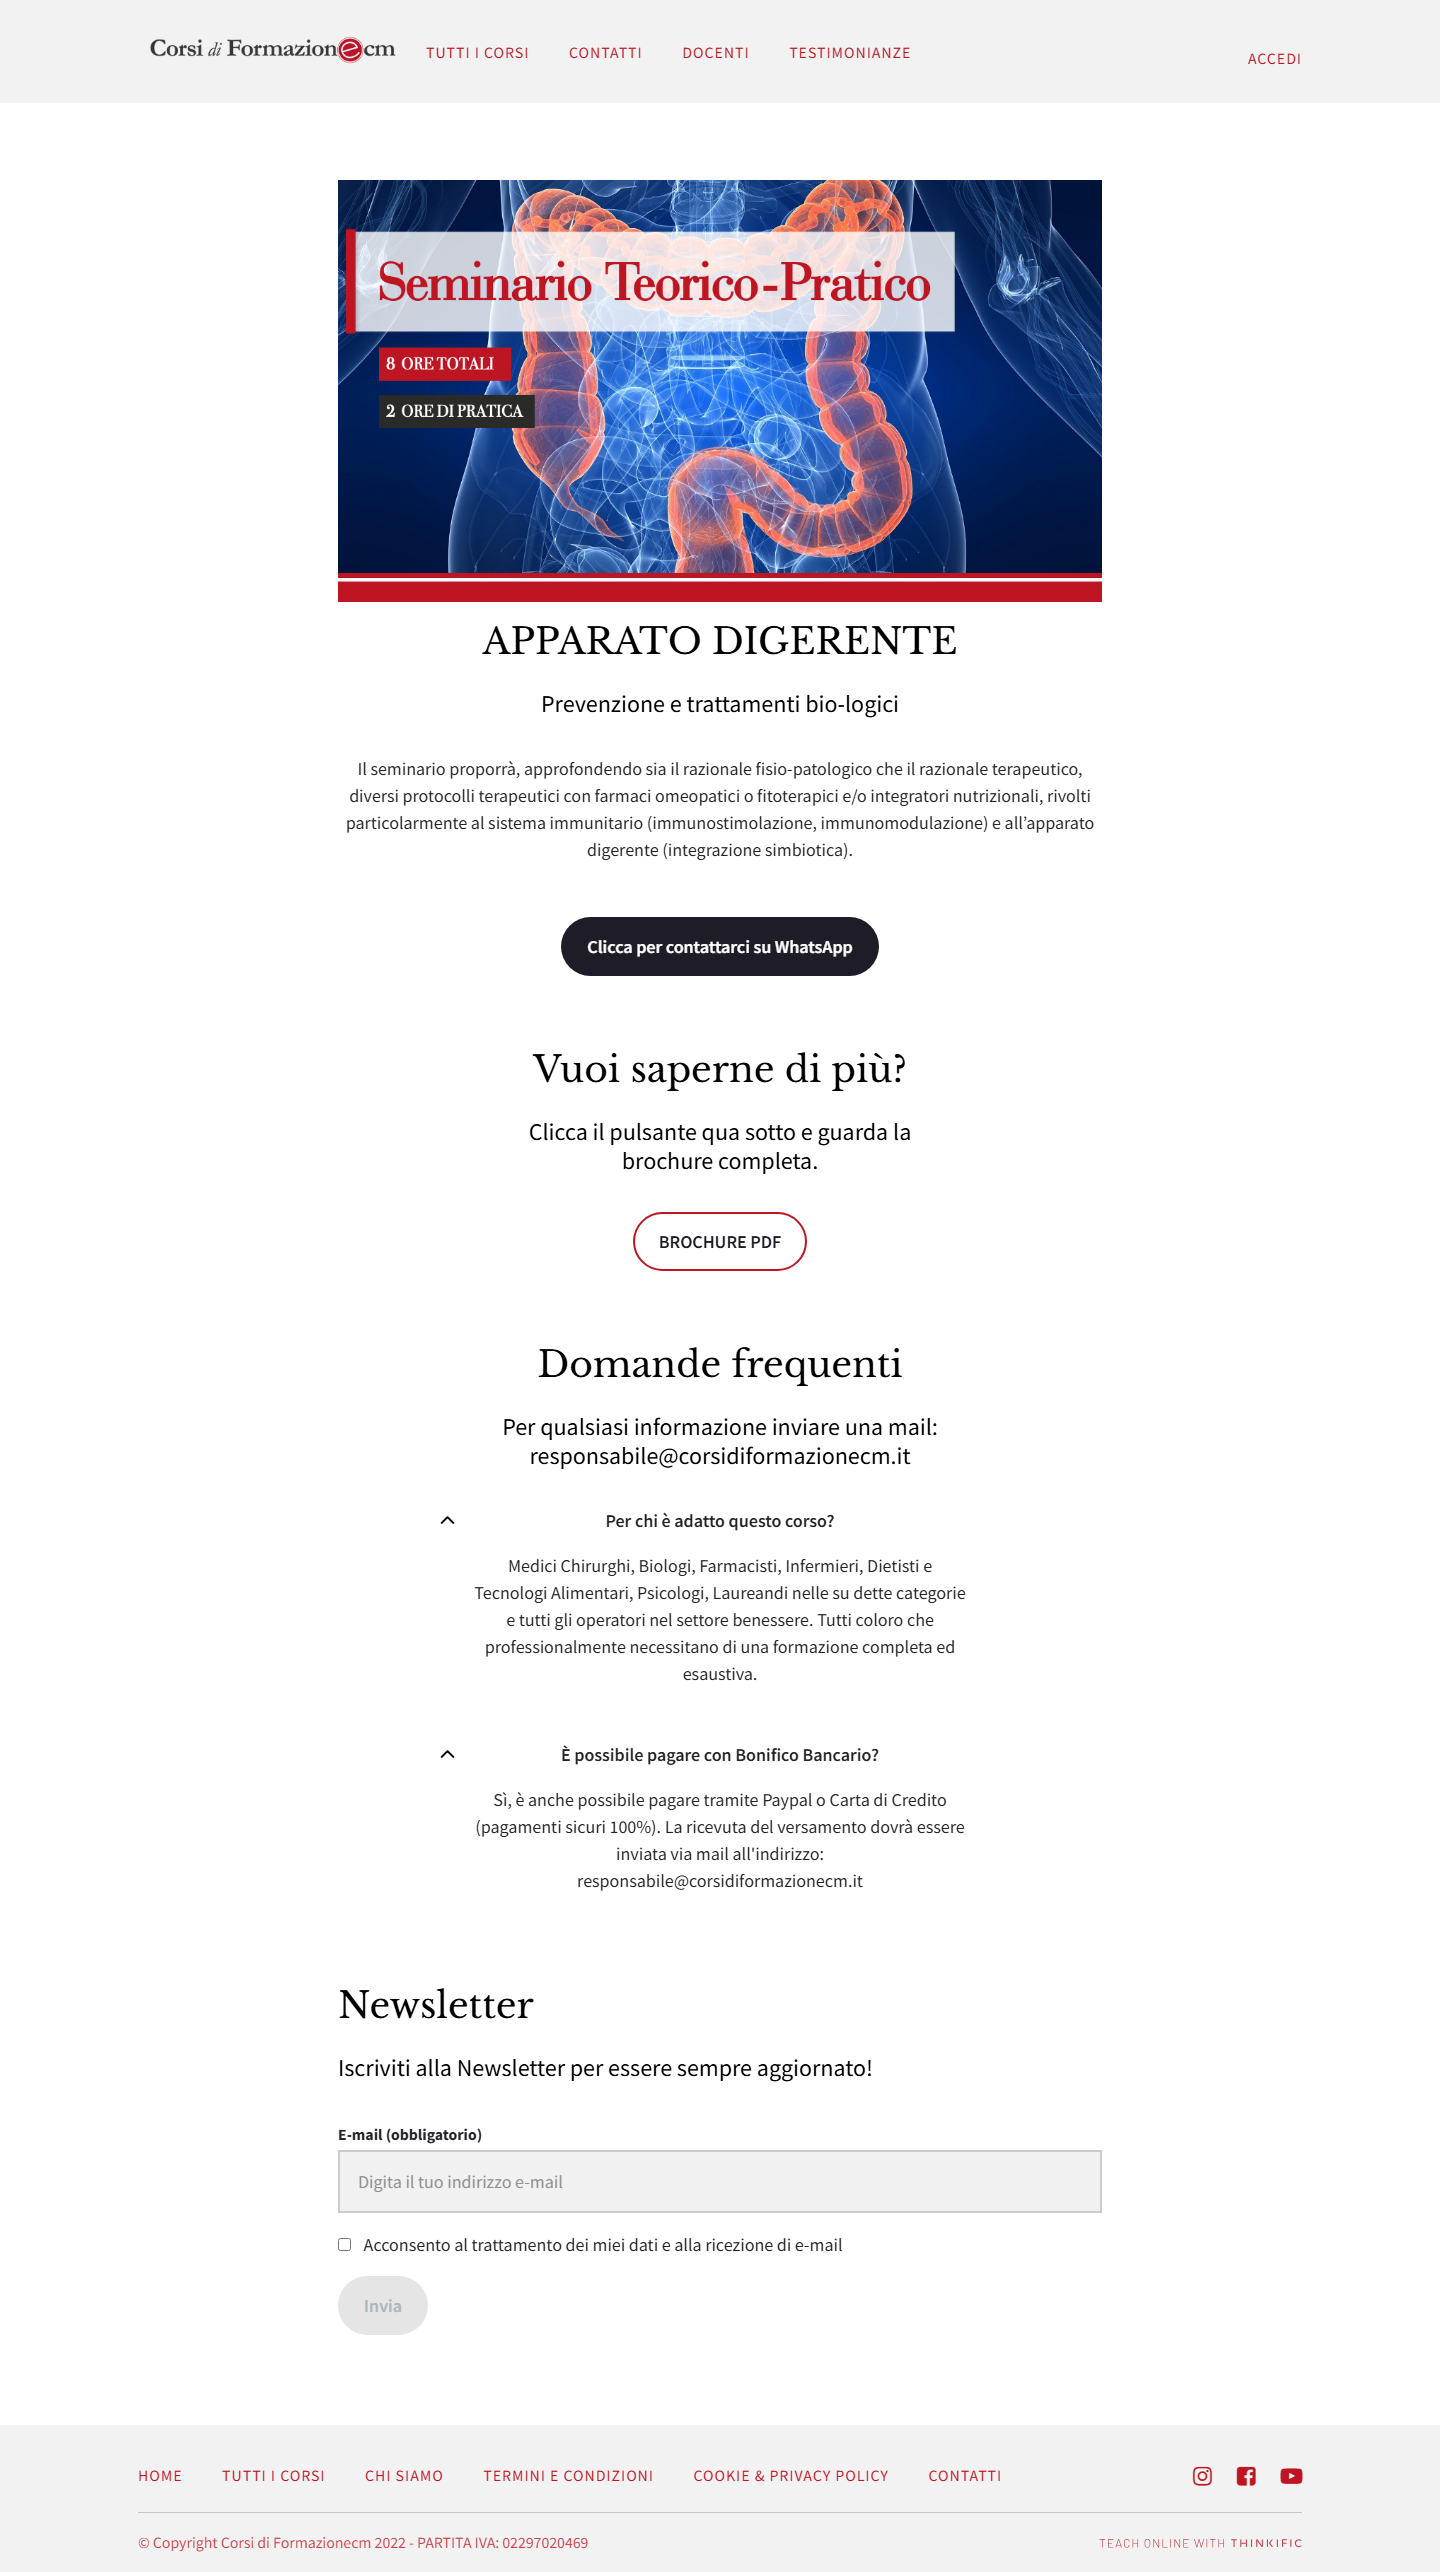 Corsi di Formazionecm
TUTTI I CORSI
CONTATTI
DOCENTI
TESTIMONIANZE
ACCEDI
Seminario Teorico-Pratico
8 ORE TOTALI
2 ORE DI PRATICA
APPARATO DIGERENTE
Prevenzione e trattamenti bio-logici
Il seminario proporrà, approfondendo sia il razionale fisio-patologico che il razionale terapeutico,
diversi protocolli terapeutici con farmaci omeopatici o fitoterapici e/o integratori nutrizionali, rivolti
particolarmente al sistema immunitario (immunostimolazione, immunomodulazione) e all’apparato
digerente (integrazione simbiotica).
Clicca per contattarci su WhatsApp
Vuoi saperne di più?
Clicca il pulsante qua sotto e guarda la
brochure completa.
BROCHURE PDF
Domande frequenti
Per qualsiasi informazione inviare una mail:
responsabile@corsidiformazionecm.it
Per chi è adatto questo corso?
Medici Chirurghi, Biologi, Farmacisti, Infermieri, Dietisti e
Tecnologi Alimentari, Psicologi, Laureandi nelle su dette categorie
e tutti gli operatori nel settore benessere. Tutti coloro che
professionalmente necessitano di una formazione completa ed
esaustiva.
È possibile pagare con Bonifico Bancario?
Sì, è anche possibile pagare tramite Paypal o Carta di Credito
(pagamenti sicuri 100%). La ricevuta del versamento dovrà essere
inviata via mail all'indirizzo:
responsabile@corsidiformazionecm.it
Newsletter
Iscriviti alla Newsletter per essere sempre aggiornato!
E-mail (obbligatorio)
Digita il tuo indirizzo e-mail
Acconsento al trattamento dei miei dati e alla ricezione di e-mail
Invia
HOME
TUTTI I CORSI
CHI SIAMO
TERMINI E CONDIZIONI
COOKIE & PRIVACY POLICY
CONTATTI
© Copyright Corsi di Formazionecm 2022 - PARTITA IVA: 02297020469
TEACH ONLINE WITH THINKIFIC